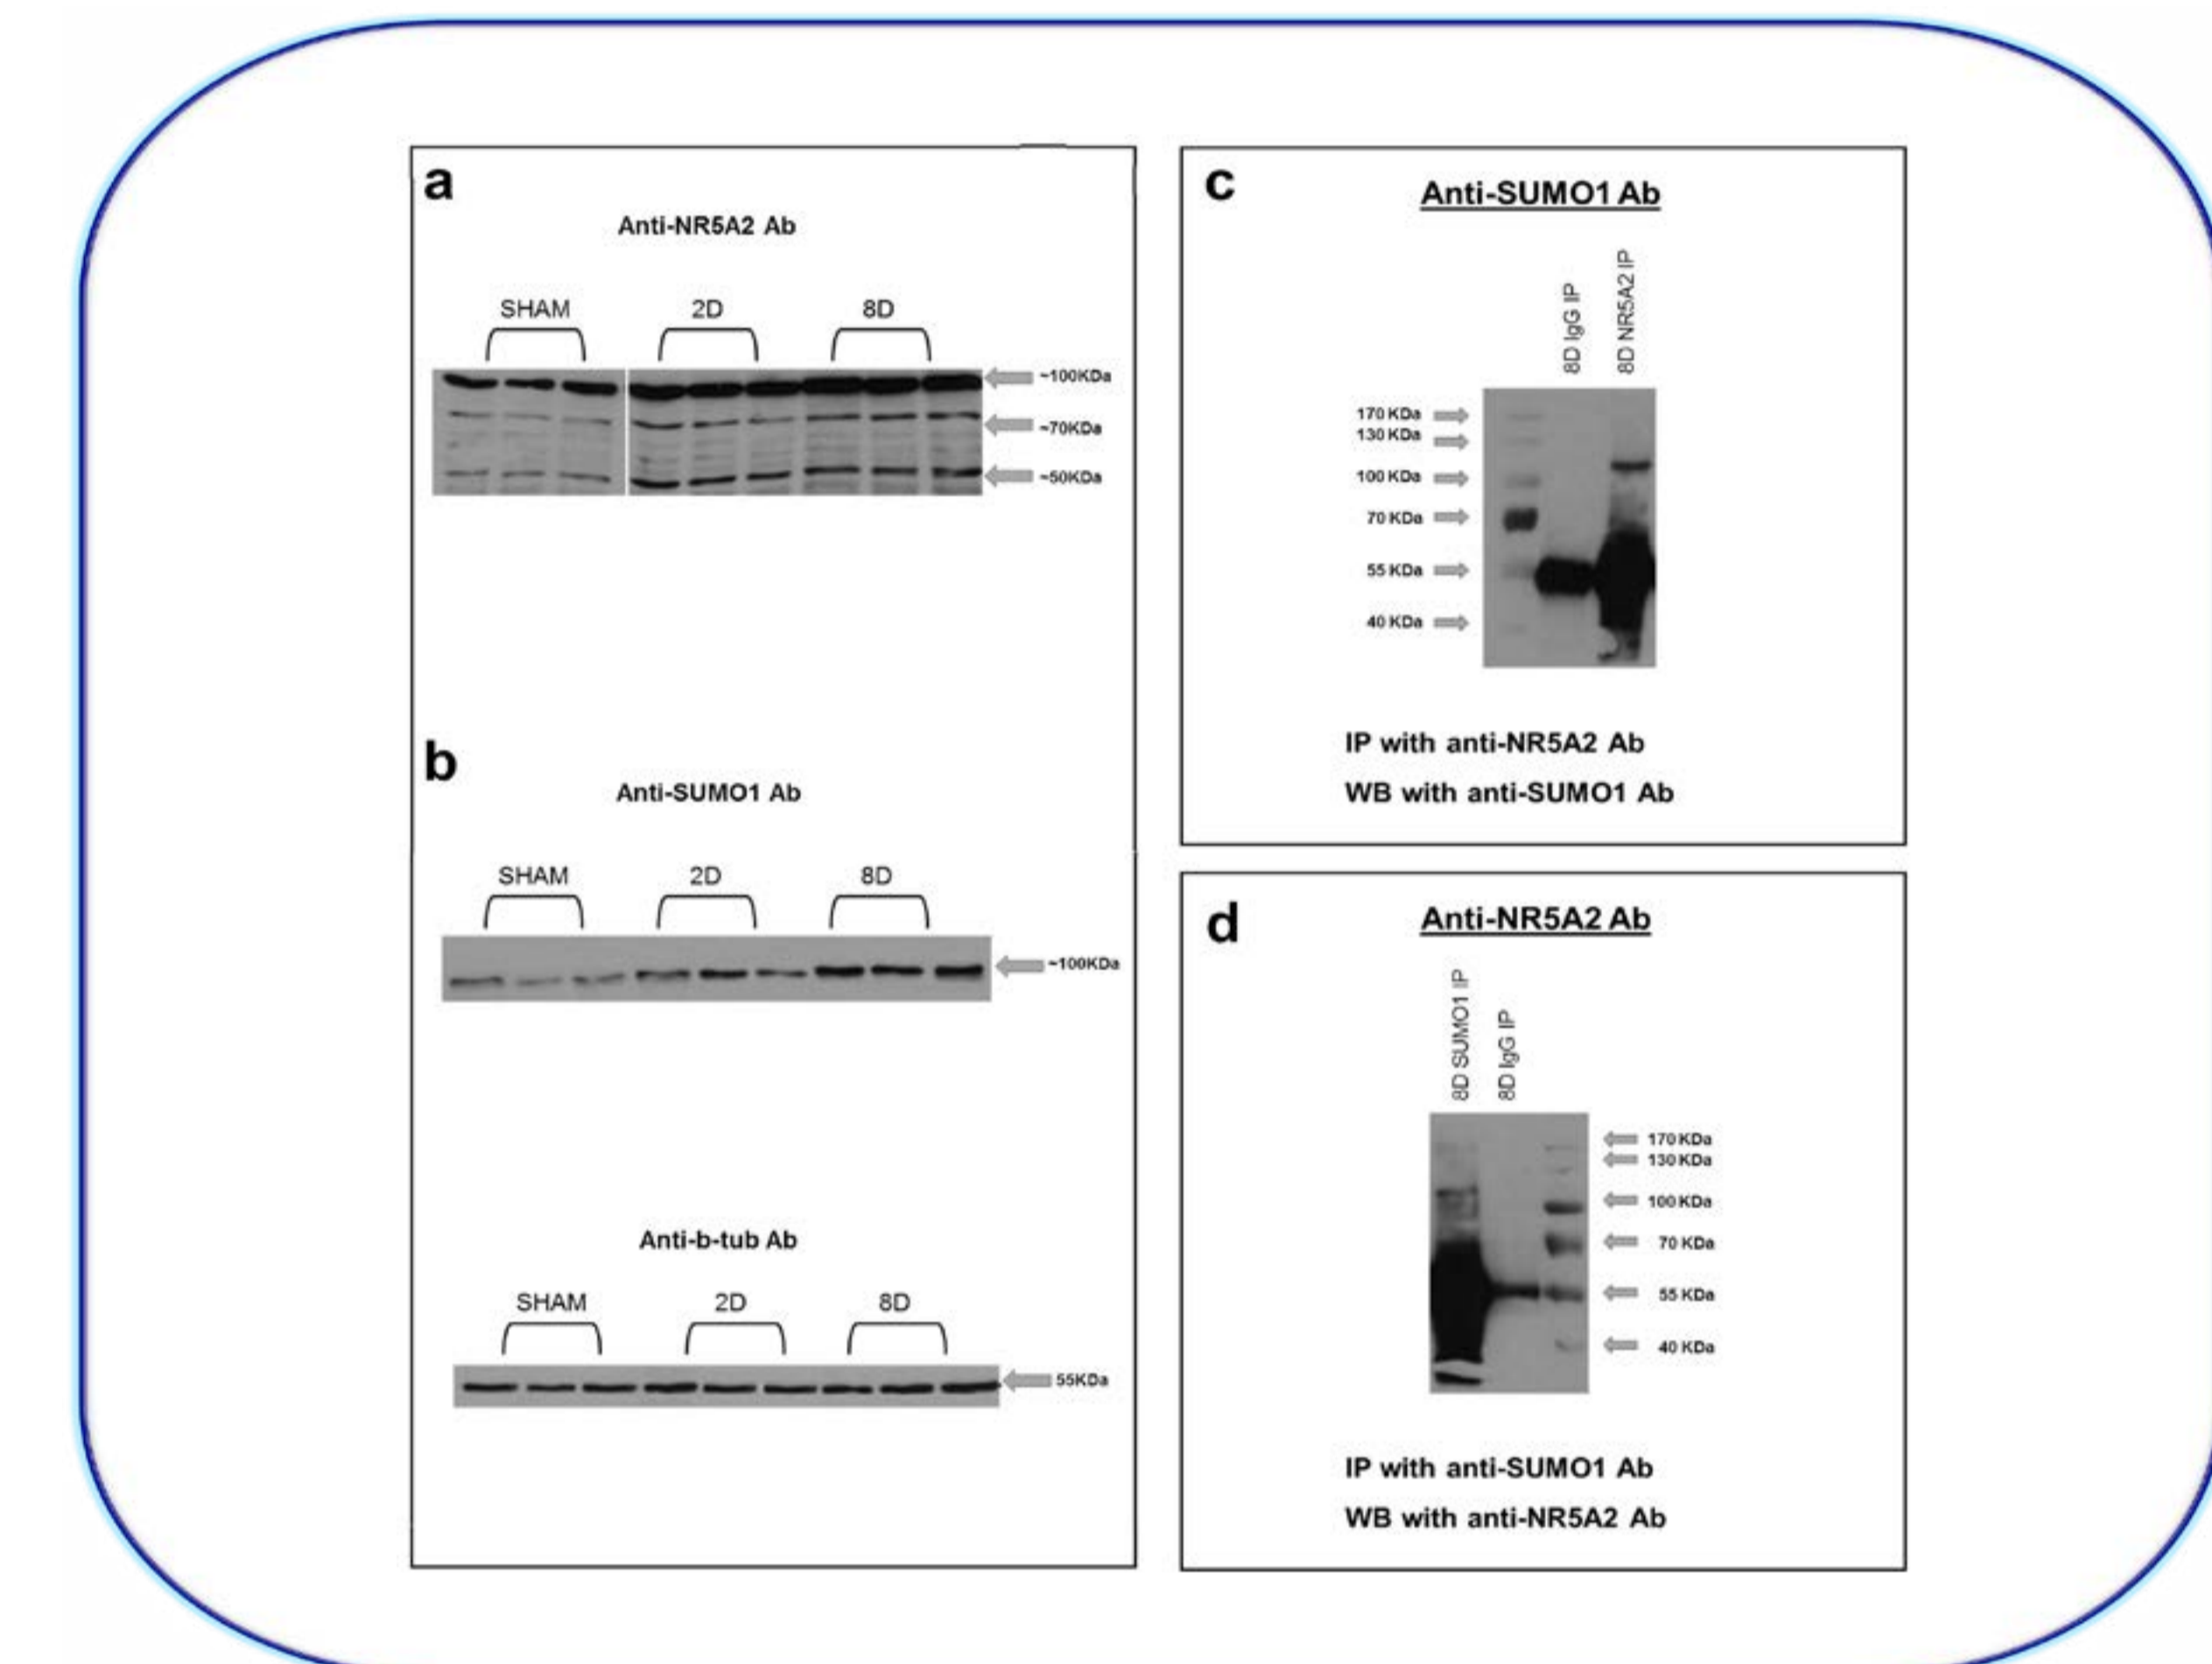 a
Anti-NR5A2 Ab
SHAM 2D 8D
~100KDa
~70KDa
~50KDa
b
Anti-SUMO1 Ab
SHAM 2D 8D
~100KDa
Anti-b-tub Ab
SHAM 2D 8D
55KDa
c
Anti-SUMO1 Ab
8D IgG IP
8D NR5A2 IP
170 KDa
130 KDa
100 KDa
70 KDa
55 KDa
40 KDa
IP with anti-NR5A2 Ab
WB with anti-SUMO1 Ab
d
Anti-NR5A2 Ab
8D SUMO1 IP
8D IgG IP
170 KDa
130 KDa
100 KDa
70 KDa
55 KDa
40 KDa
IP with anti-SUMO1 Ab
WB with anti-NR5A2 Ab